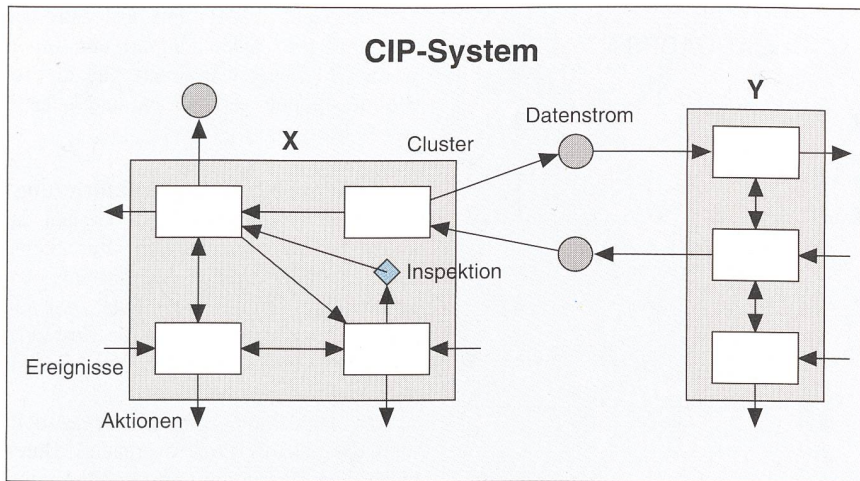 CIP-System
Y
Datenstrom
X
Cluster
Inspektion
Ereignisse
Aktionen